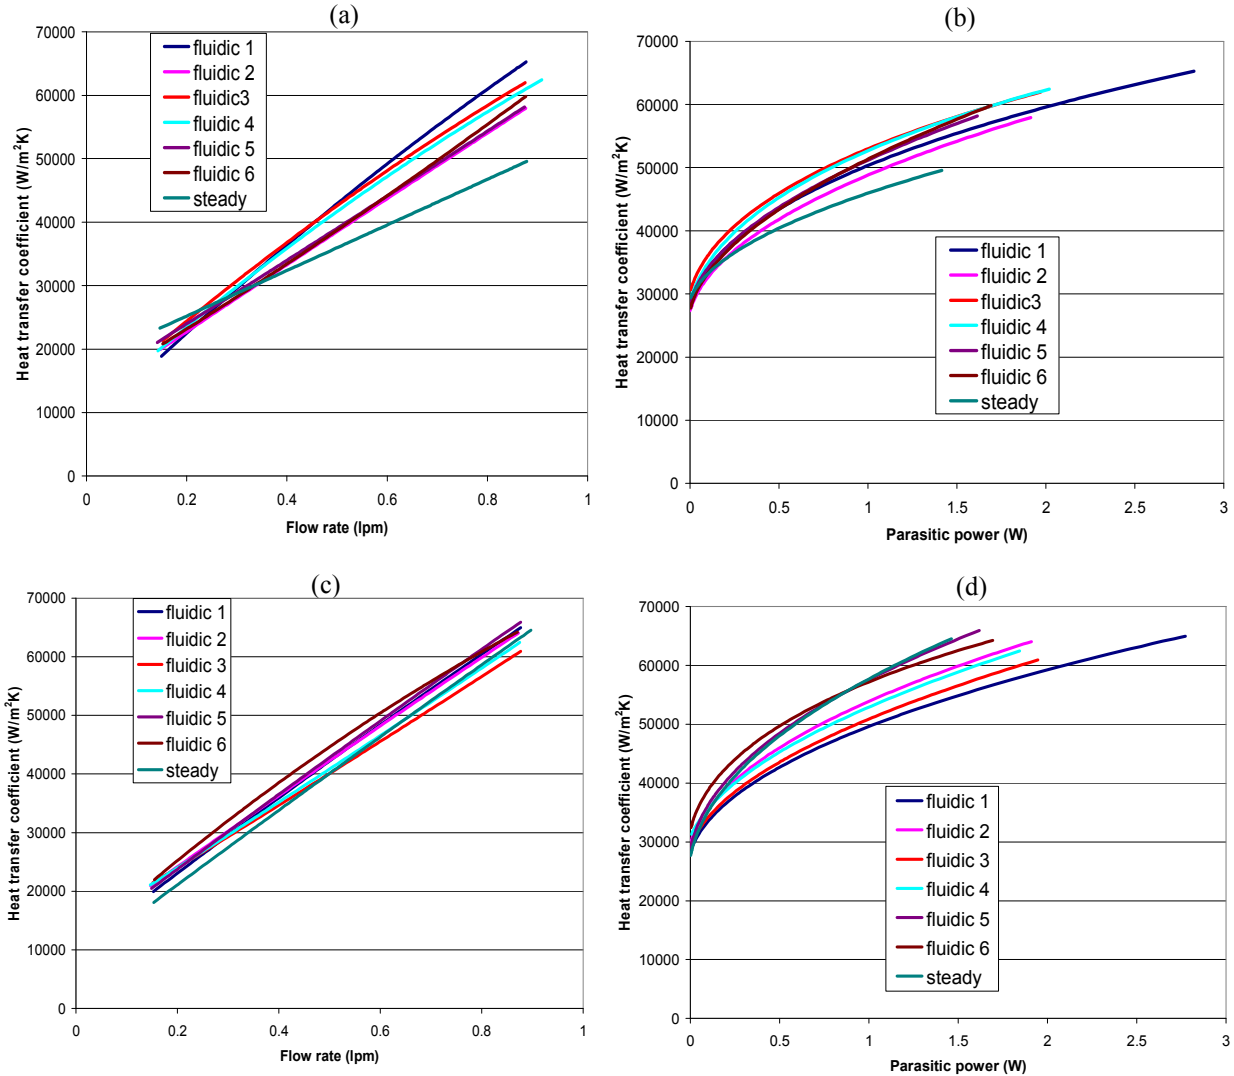 (a)
70000
60000
50000
40000
30000
20000
10000
0
Heat transfer coefficient (W/m²K)
fluidic 1
fluidic 2
fluidic3
fluidic 4
fluidic 5
fluidic 6
steady
0 0.2 0.4 0.6 0.8 1
Flow rate (lpm)
(b)
70000
60000
50000
40000
30000
20000
10000
0
Heat transfer coefficient (W/m²K)
fluidic 1
fluidic 2
fluidic3
fluidic 4
fluidic 5
fluidic 6
steady
0 0.5 1 1.5 2 2.5 3
Parasitic power (W)
(c)
70000
60000
50000
40000
30000
20000
10000
0
Heat transfer coefficient (W/m²K)
fluidic 1
fluidic 2
fluidic 3
fluidic 4
fluidic 5
fluidic 6
steady
0 0.2 0.4 0.6 0.8 1
Flow rate (lpm)
(d)
70000
60000
50000
40000
30000
20000
10000
0
Heat transfer coefficient (W/m²K)
fluidic 1
fluidic 2
fluidic 3
fluidic 4
fluidic 5
fluidic 6
steady
0 0.5 1 1.5 2 2.5 3
Parasitic power (W)